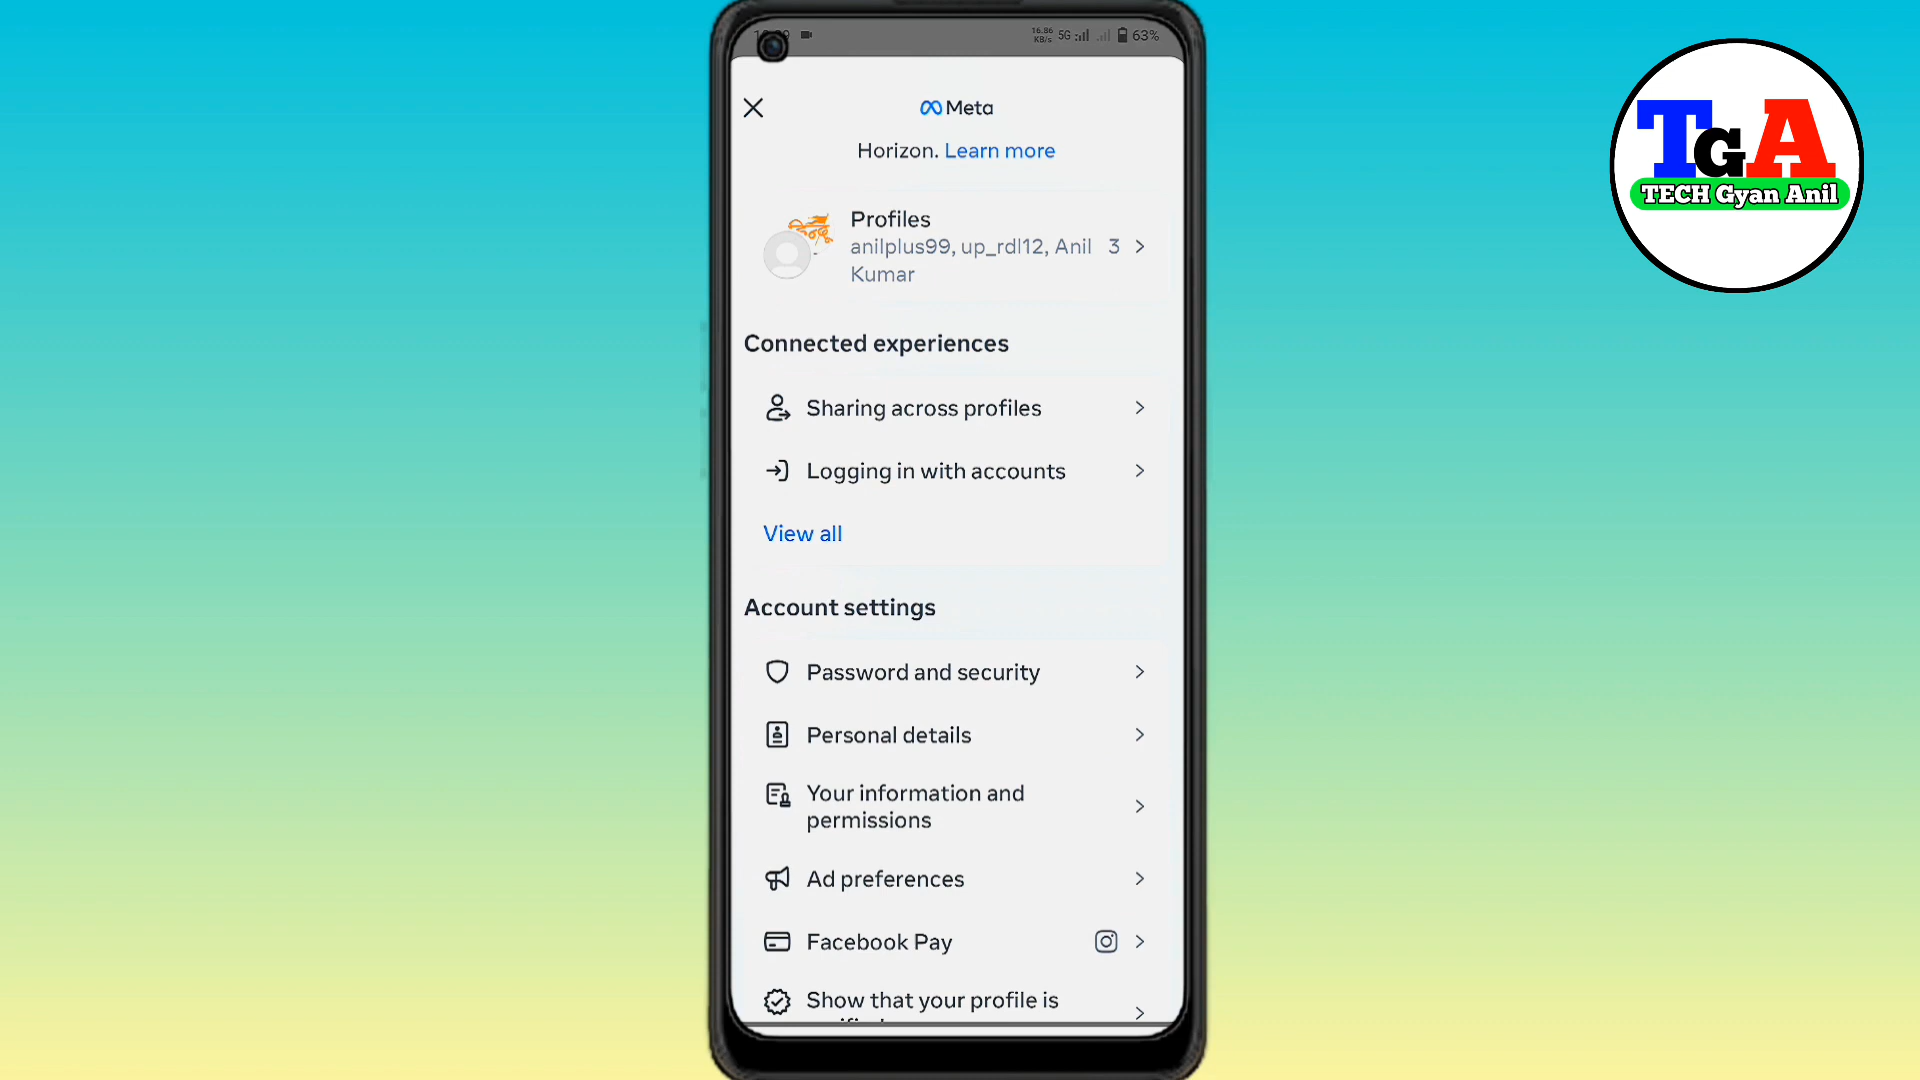 16.86
KB/s 5G 63%
Meta
Horizon. Learn more
Profiles
anilplus99, up_rdl12, Anil 3
Kumar
Connected experiences
Sharing across profiles
Logging in with accounts
View all
Account settings
Password and security
Personal details
Your information and
permissions
Ad preferences
Facebook Pay
Show that your profile is
TgA
TECH Gyan Anil